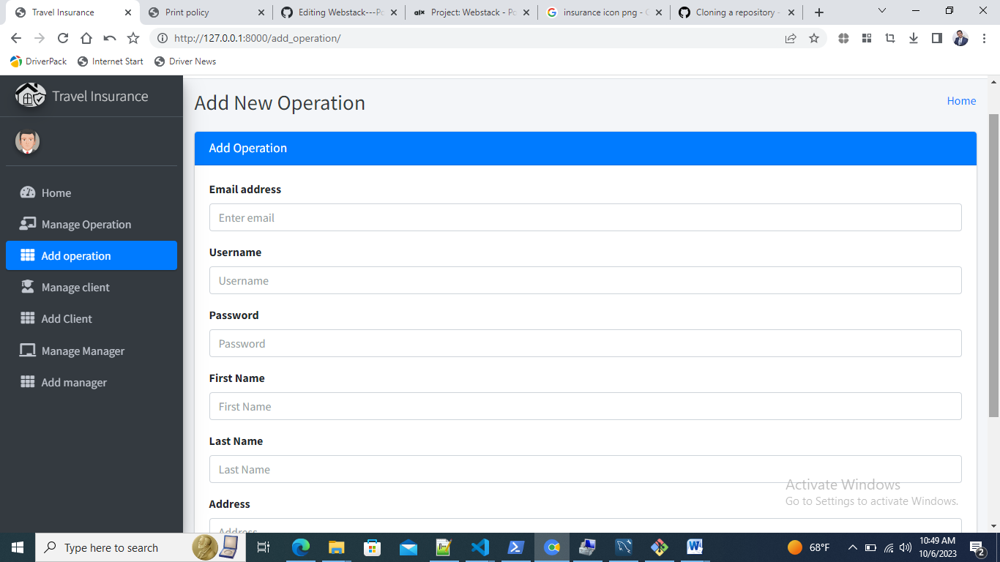 Travel Insurance
Print policy
Editing Webstack---Po
Project: Webstack - Po
insurance icon png - G
Cloning a repository -
http://127.0.0.1:8000/add_operation/
DriverPack
Internet Start
Driver News
Travel Insurance
Home
Manage Operation
Add operation
Manage client
Add Client
Manage Manager
Add manager
Add New Operation
Home
Add Operation
Email address
Enter email
Username
Username
Password
Password
First Name
First Name
Last Name
Last Name
Address
Address
Activate Windows
Go to Settings to activate Windows.
Type here to search
68°F
10:49 AM
10/6/2023
2